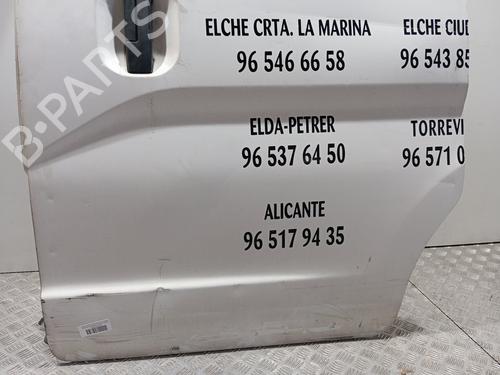 ELCHE CRTA. LA MARINA
96 546 66 58
ELCHE CIU
96 543 85
ELDA-PETRER
96 537 64 50
TORREVI
96 571 0
ALICANTE
96 517 94 35
B-PARTS